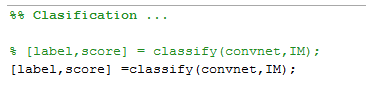 %% Clasification ...
% [label,score] = classify(convnet,IM);
[label,score] =classify(convnet,IM);